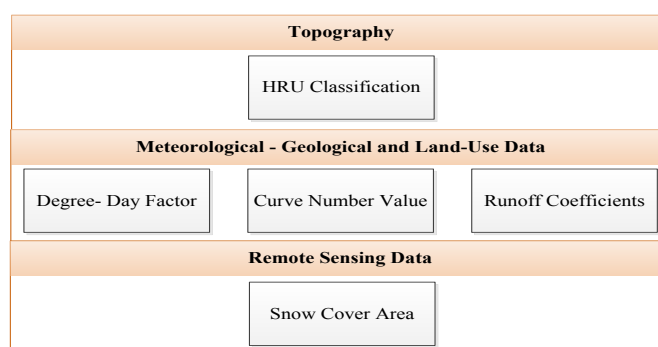 Topography
HRU Classification
Meteorological - Geological and Land-Use Data
Degree- Day Factor
Curve Number Value
Runoff Coefficients
Remote Sensing Data
Snow Cover Area